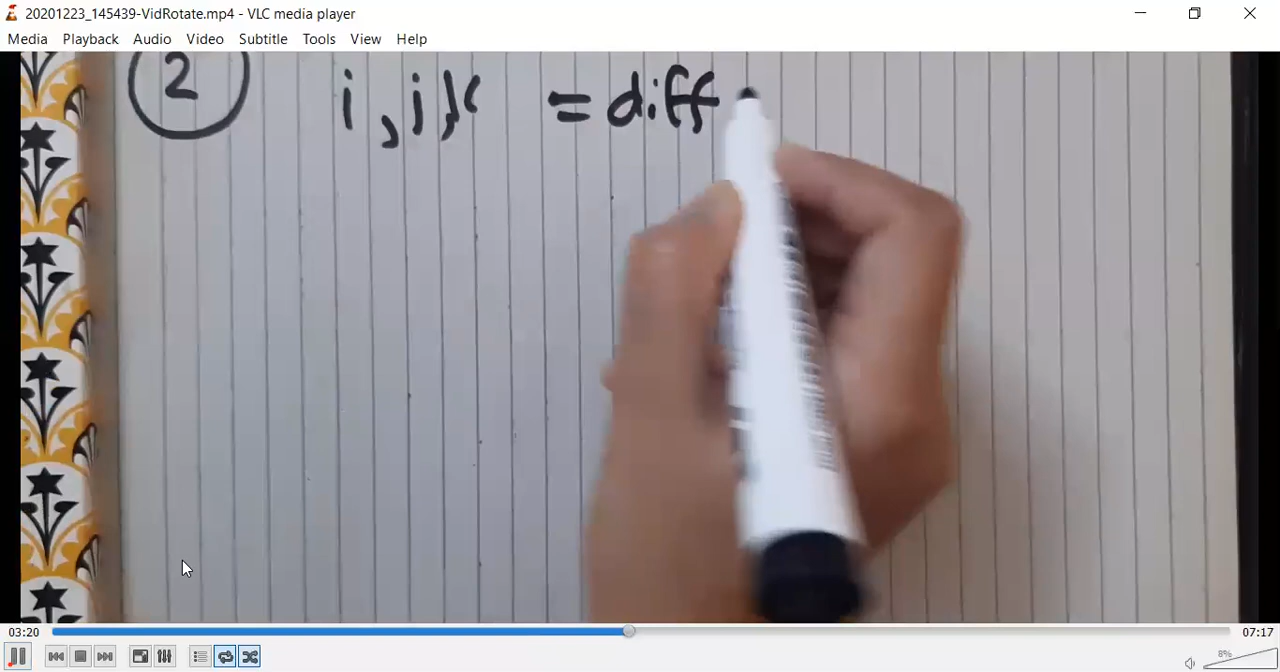 20201223_145439-VidRotate.mp4 - VLC media player
Media Playback Audio Video Subtitle Tools View Help
2 i , j , k = diff
03:20 07:17
8%